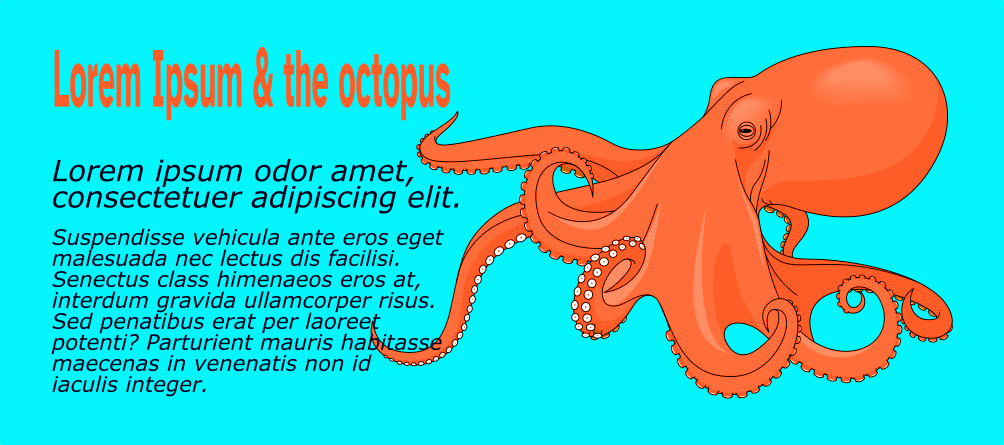 Lorem Ipsum & the octopus
Lorem ipsum odor amet,
consectetuer adipiscing elit.
Suspendisse vehicula ante eros eget
malesuada nec lectus dis facilisi.
Senectus class himenaeos eros at,
interdum gravida ullamcorper risus.
Sed penatibus erat per laoreet
potenti? Parturient mauris habitasse
maecenas in venenatis non id
iaculis integer.